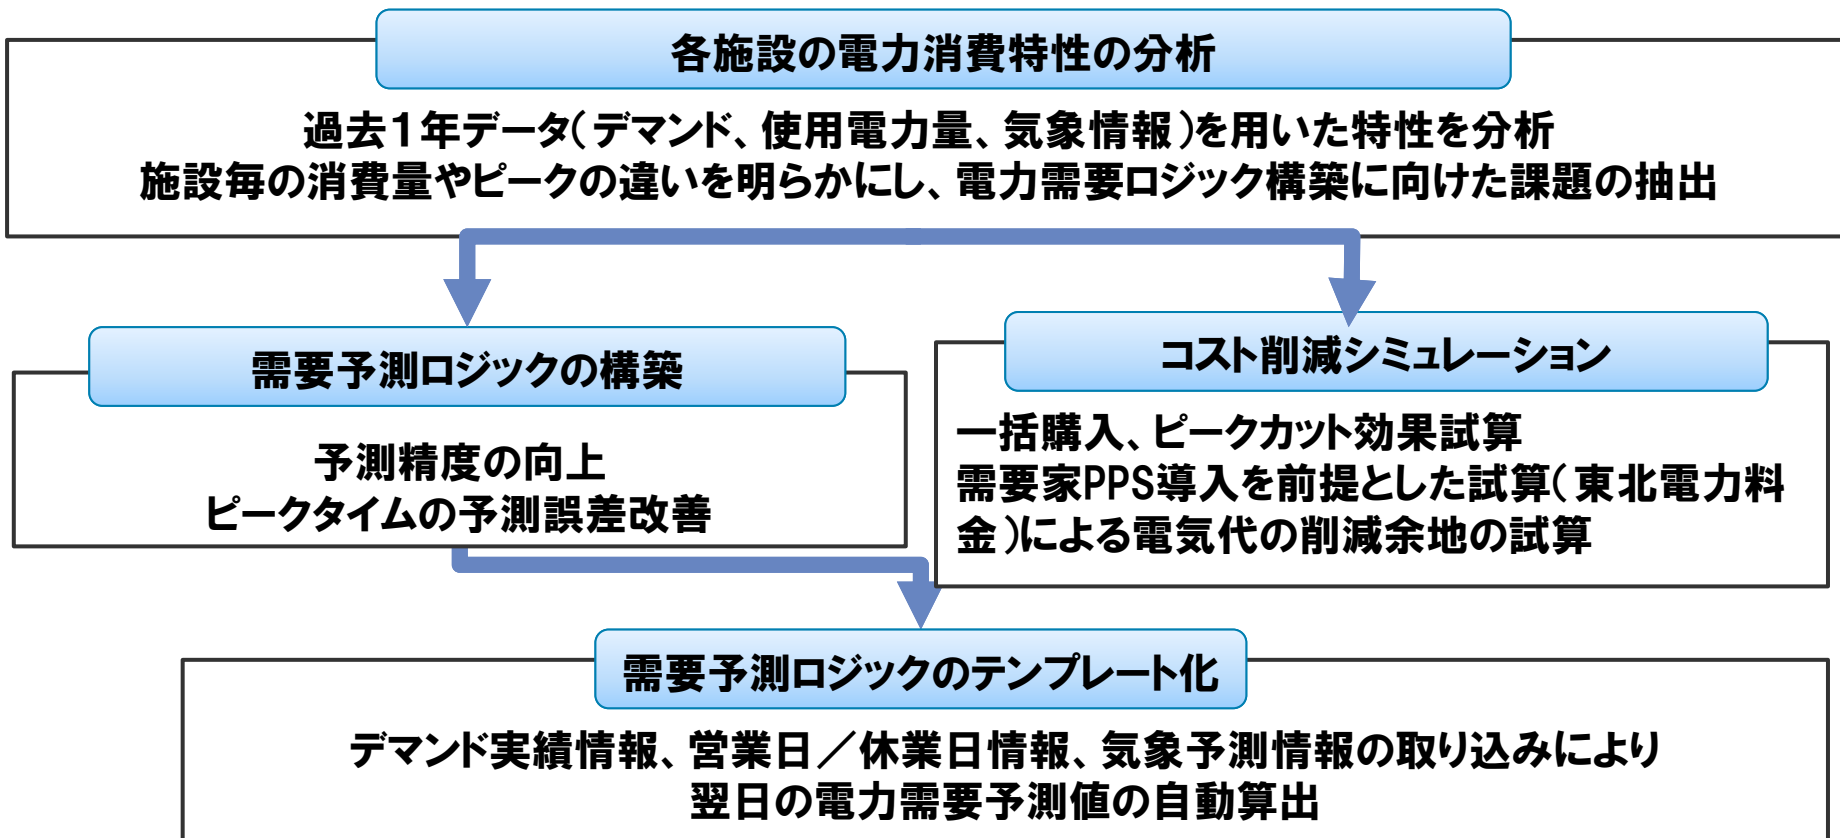 各施設の電力消費特性の分析
過去１年データ（デマンド、使用電力量、気象情報）を用いた特性を分析
施設毎の消費量やピークの違いを明らかにし、電力需要ロジック構築に向けた課題の抽出
需要予測ロジックの構築
予測精度の向上
ピークタイムの予測誤差改善
コスト削減シミュレーション
一括購入、ピークカット効果試算
需要家PPS導入を前提とした試算（東北電力料
金）による電気代の削減余地の試算
需要予測ロジックのテンプレート化
デマンド実績情報、営業日／休業日情報、気象予測情報の取り込みにより
翌日の電力需要予測値の自動算出